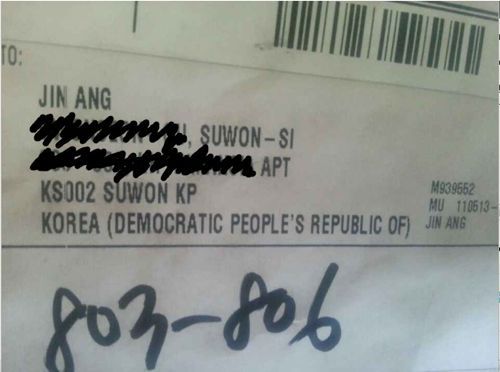 TO:
JIN ANG
, SUWON-SI
APT
KS002 SUWON KP
KOREA (DEMOCRATIC PEOPLE'S REPUBLIC OF)
M939552
MU 110513-
JIN ANG
803-806